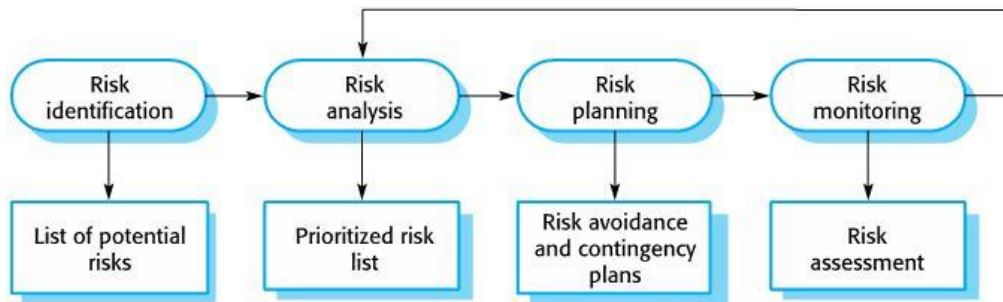 Risk
identification
Risk
analysis
Risk
planning
Risk
monitoring
List of potential
risks
Prioritized risk
list
Risk avoidance
and contingency
plans
Risk
assessment